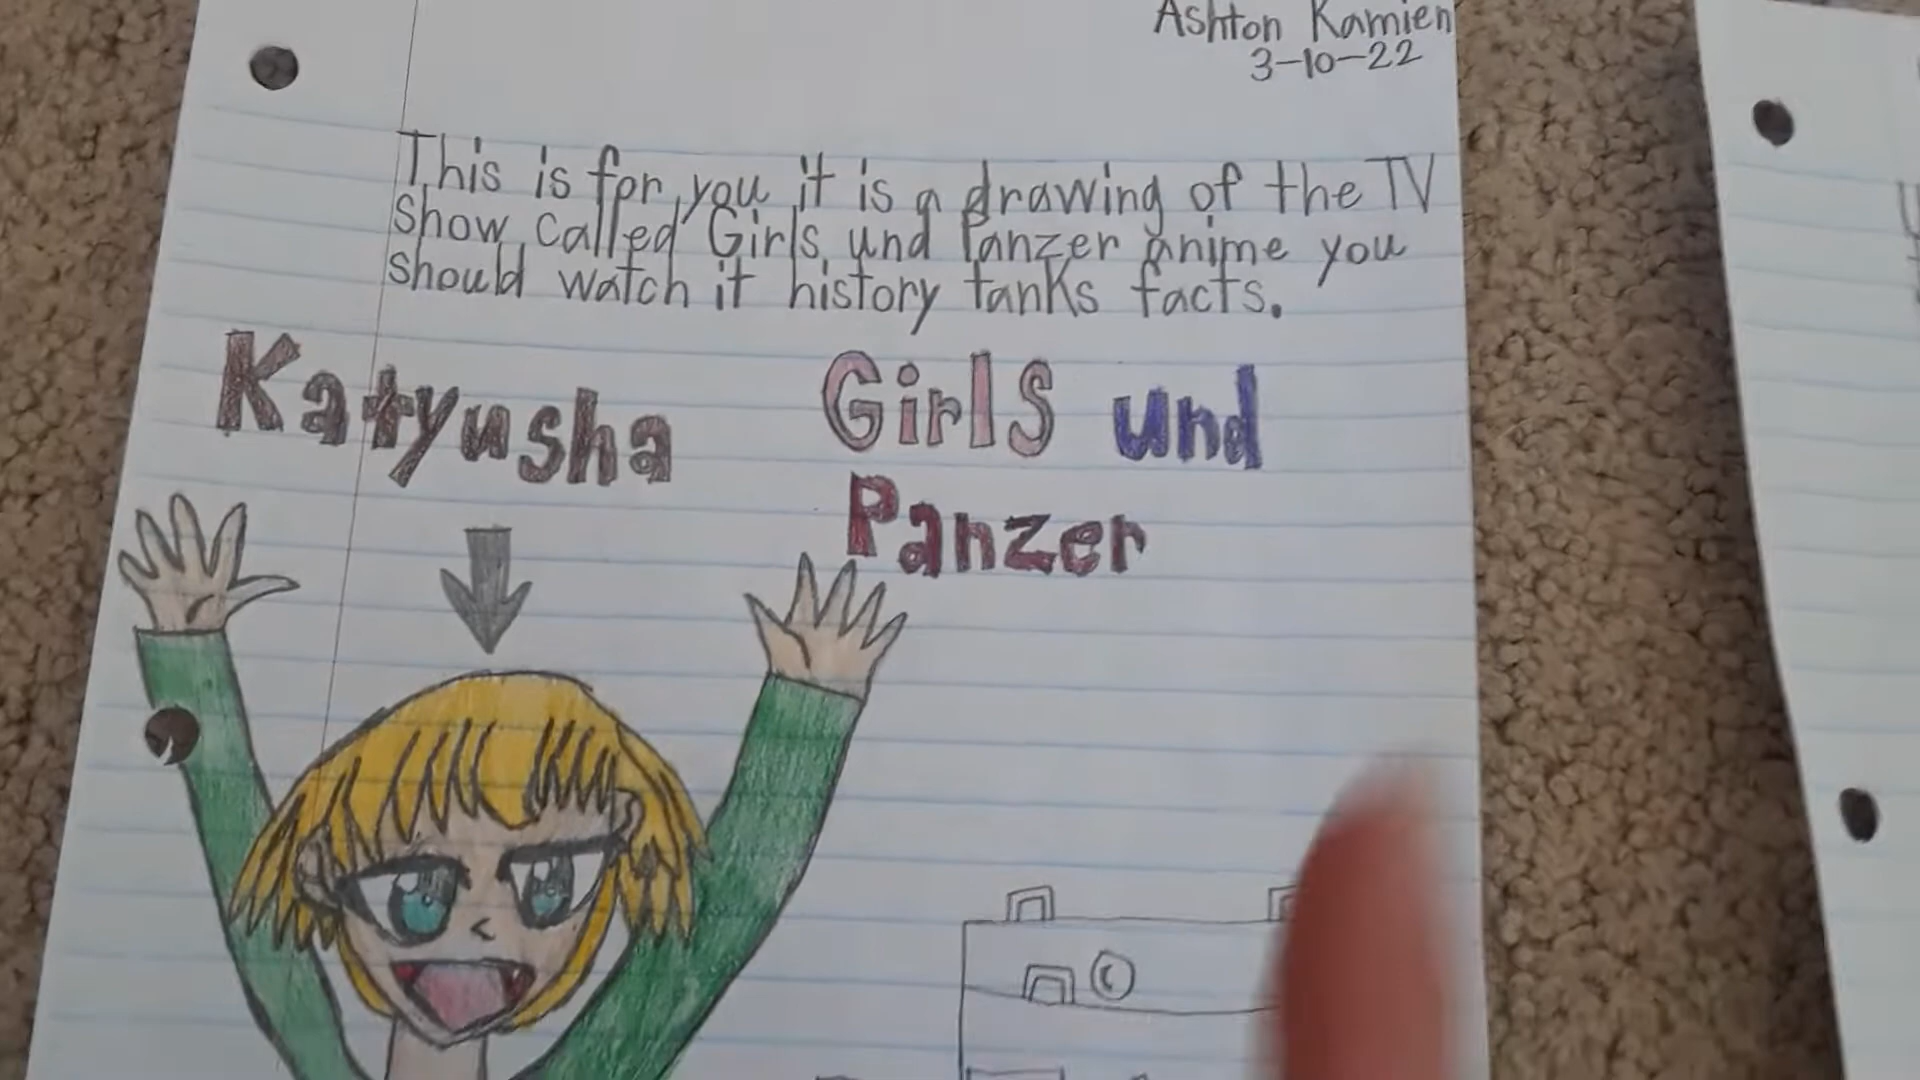 Ashton Kamien
3-10-22
This is for you it is a drawing of the TV
Show called Girls und Panzer anime you
should watch it history tanks facts.
Katyusha
Girls und
Panzer